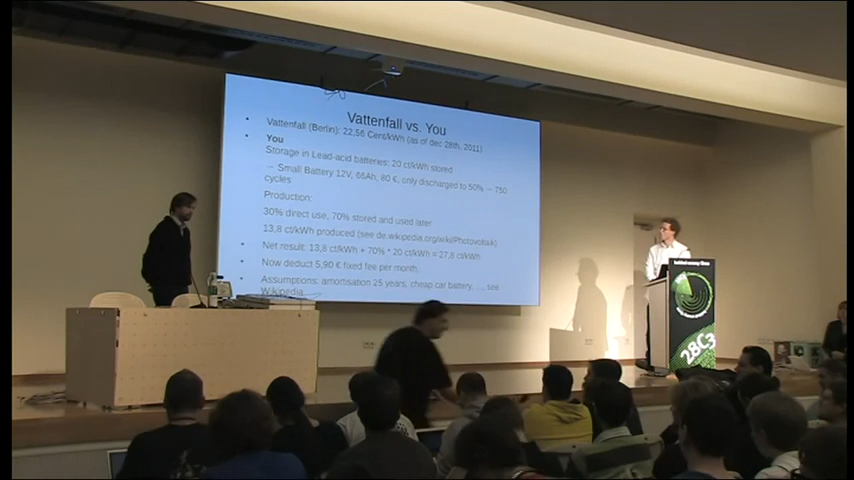 Vattenfall vs. You
Vattenfall (Berlin): 22,56 Cent/kWh (as of dec 28th, 2011)
You
Storage in Lead-acid batteries: 20 ct/kWh stored
→ Small Battery 12V, 66Ah, 80 €, only discharged to 50% → 750
cycles
Production:
30% direct use, 70% stored and used later
13,8 ct/kWh produced (see de.wikipedia.org/wiki/Photovoltaik)
Net result: 13,8 ct/kWh + 70% * 20 ct/kWh = 27,8 ct/kWh
Now deduct 5,90 € fixed fee per month.
Assumptions: amortisation 25 years, cheap car battery, ..., see
Wikipedia
behind enemy lines
28C3